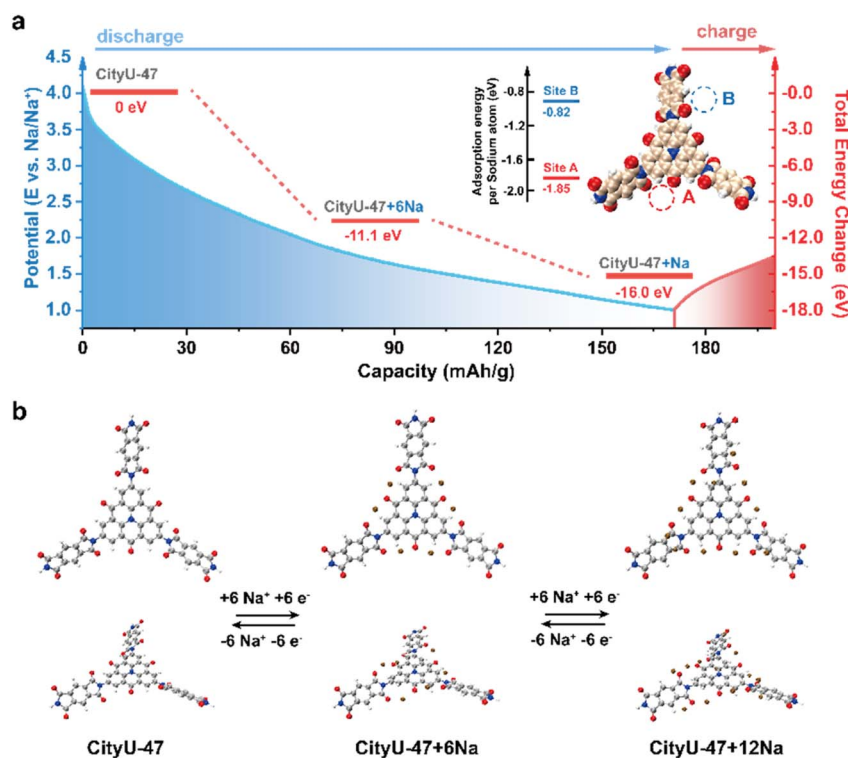 a
discharge
charge
4.5
4.0
3.5
3.0
2.5
2.0
1.5
1.0
Potential (E vs. Na/Na⁺)
CityU-47
0 eV
CityU-47+6Na
-11.1 eV
CityU-47+Na
-16.0 eV
Adsorption energy
per Sodium atom (eV)
-0.8
-1.2
-1.6
-2.0
Site B
-0.82
Site A
-1.85
B
A
-0.0
-3.0
-6.0
-9.0
-12.0
-15.0
-18.0
Total Energy Change (eV)
0
30
60
90
120
150
180
Capacity (mAh/g)
b
+6 Na⁺ +6 e⁻
-6 Na⁺ -6 e⁻
+6 Na⁺ +6 e⁻
-6 Na⁺ -6 e⁻
CityU-47
CityU-47+6Na
CityU-47+12Na